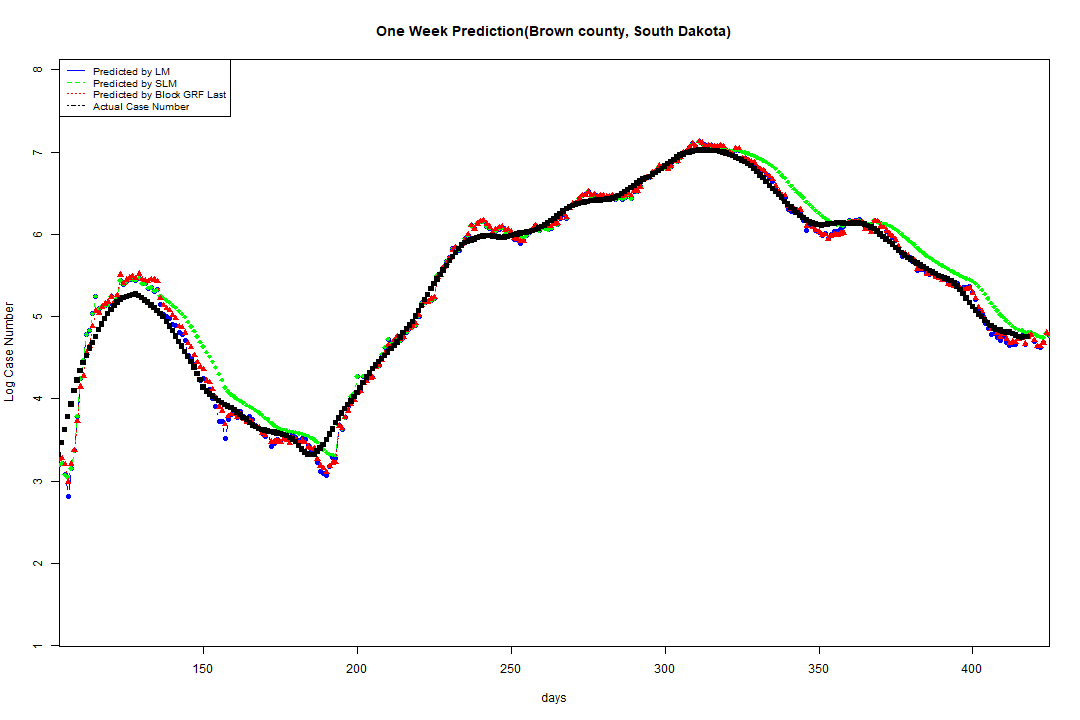 One Week Prediction(Brown county, South Dakota)
Predicted by LM
Predicted by SLM
Predicted by Block GRF Last
Actual Case Number
8
7
6
5
4
3
2
1
Log Case Number
150 200 250 300 350 400
days